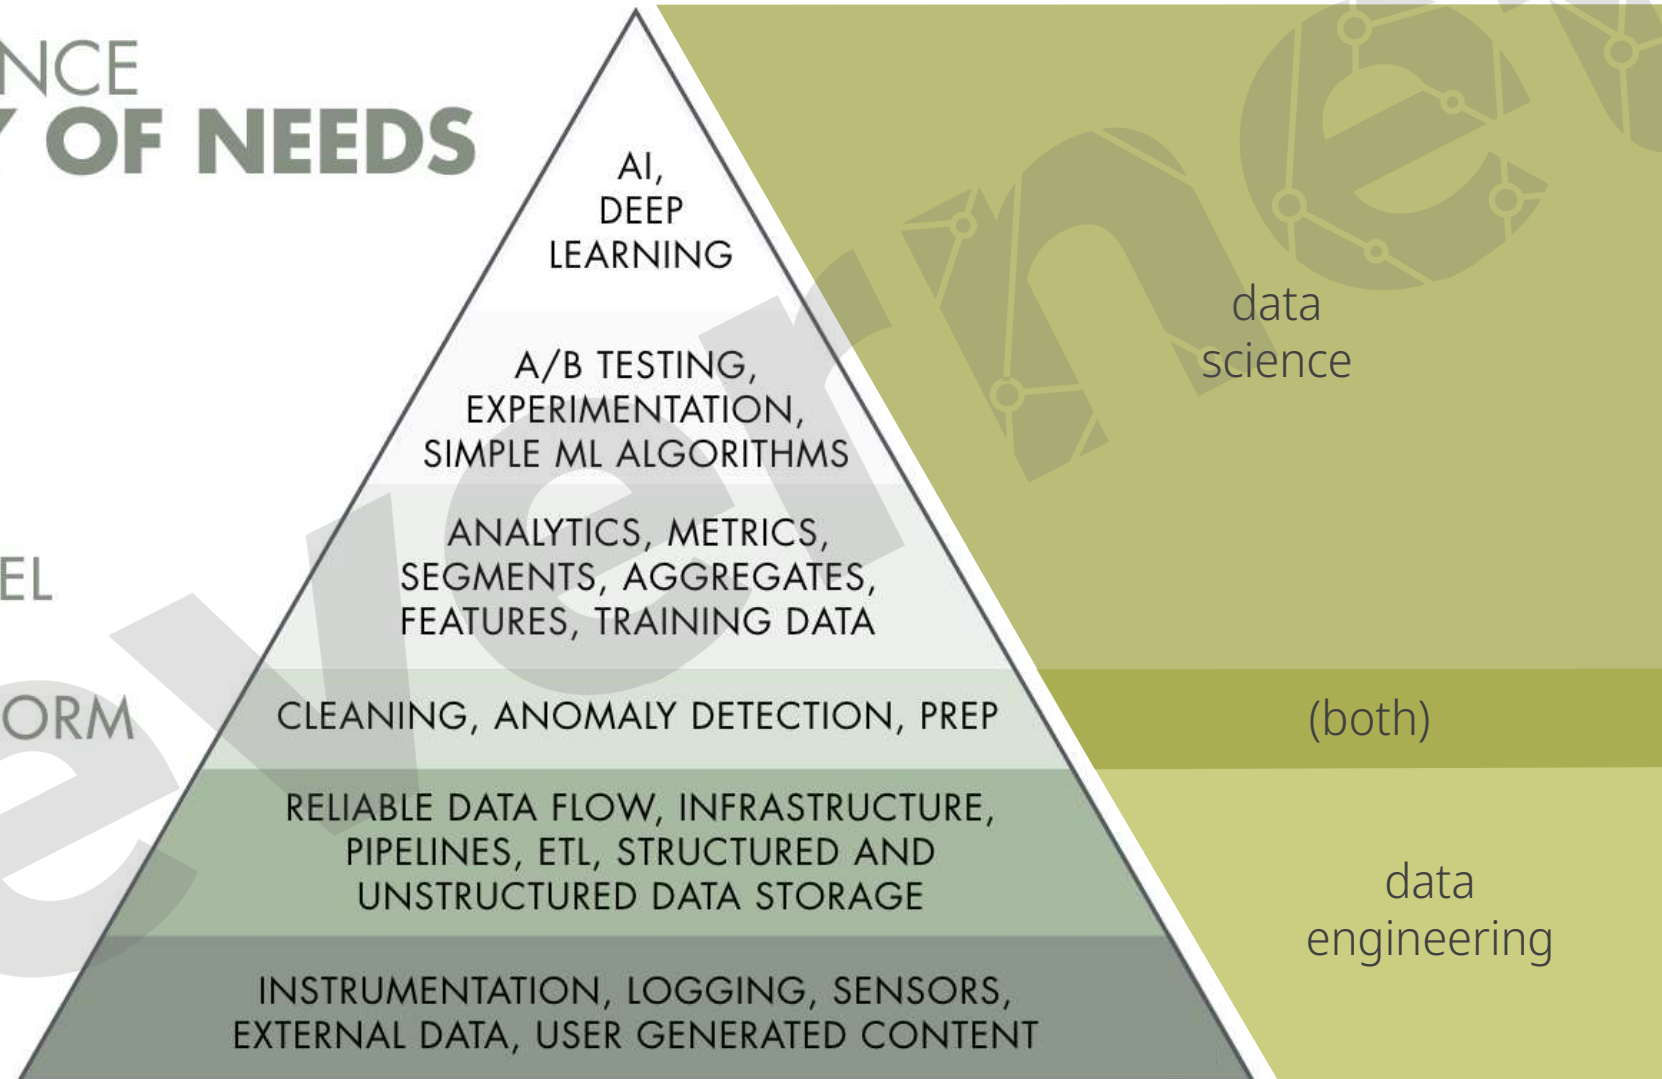 NCE
Y OF NEEDS
AI,
DEEP
LEARNING
A/B TESTING,
EXPERIMENTATION,
SIMPLE ML ALGORITHMS
data
science
ANALYTICS, METRICS,
SEGMENTS, AGGREGATES,
FEATURES, TRAINING DATA
EL
CLEANING, ANOMALY DETECTION, PREP
ORM
(both)
RELIABLE DATA FLOW, INFRASTRUCTURE,
PIPELINES, ETL, STRUCTURED AND
UNSTRUCTURED DATA STORAGE
data
engineering
INSTRUMENTATION, LOGGING, SENSORS,
EXTERNAL DATA, USER GENERATED CONTENT
everne